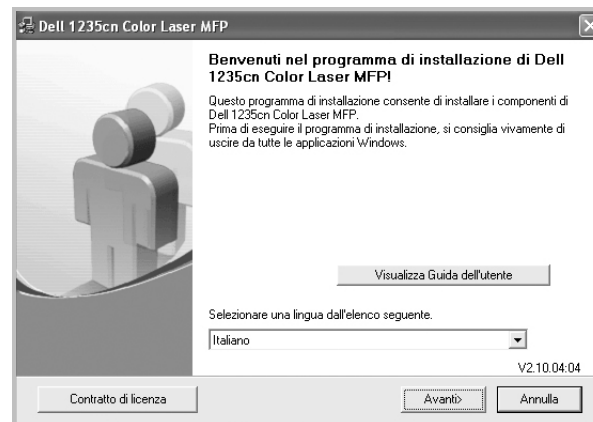 Dell 1235cn Color Laser MFP
Benvenuti nel programma di installazione di Dell
1235cn Color Laser MFP!
Questo programma di installazione consente di installare i componenti di
Dell 1235cn Color Laser MFP.
Prima di eseguire il programma di installazione, si consiglia vivamente di
uscire da tutte le applicazioni Windows.
Visualizza Guida dell'utente
Selezionare una lingua dall'elenco seguente.
Italiano
V2.10.04:04
Contratto di licenza
Avanti>
Annulla